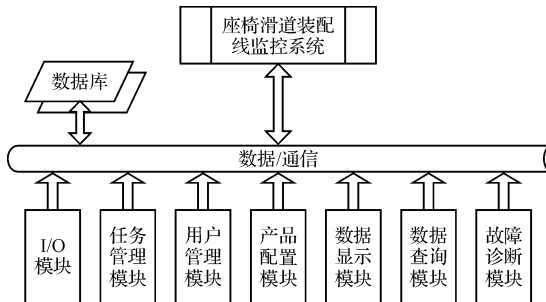 座椅滑道装配
线监控系统
数据库
数据/通信
I/O
模块
任务
管理
模块
用户
管理
模块
产品
配置
模块
数据
显示
模块
数据
查询
模块
故障
诊断
模块